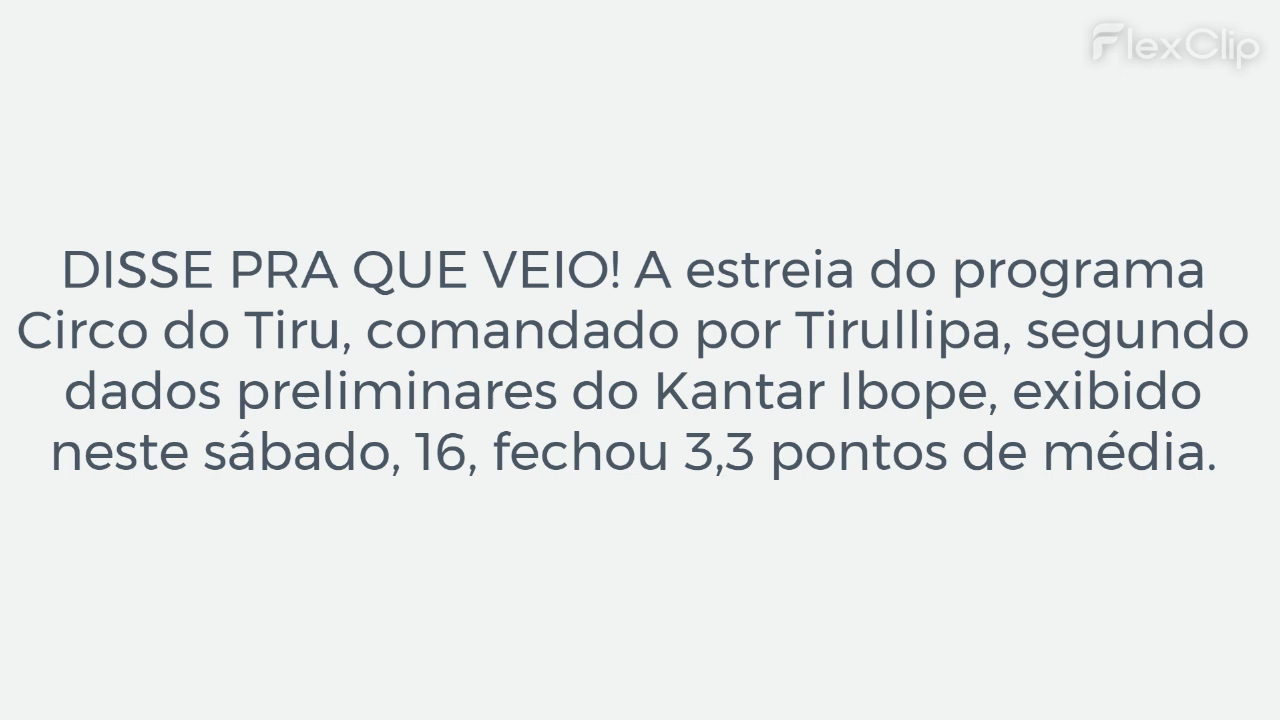 FlexClip
DISSE PRA QUE VEIO! A estreia do programa
Circo do Tiru, comandado por Tirullipa, segundo
dados preliminares do Kantar Ibope, exibido
neste sábado, 16, fechou 3,3 pontos de média.